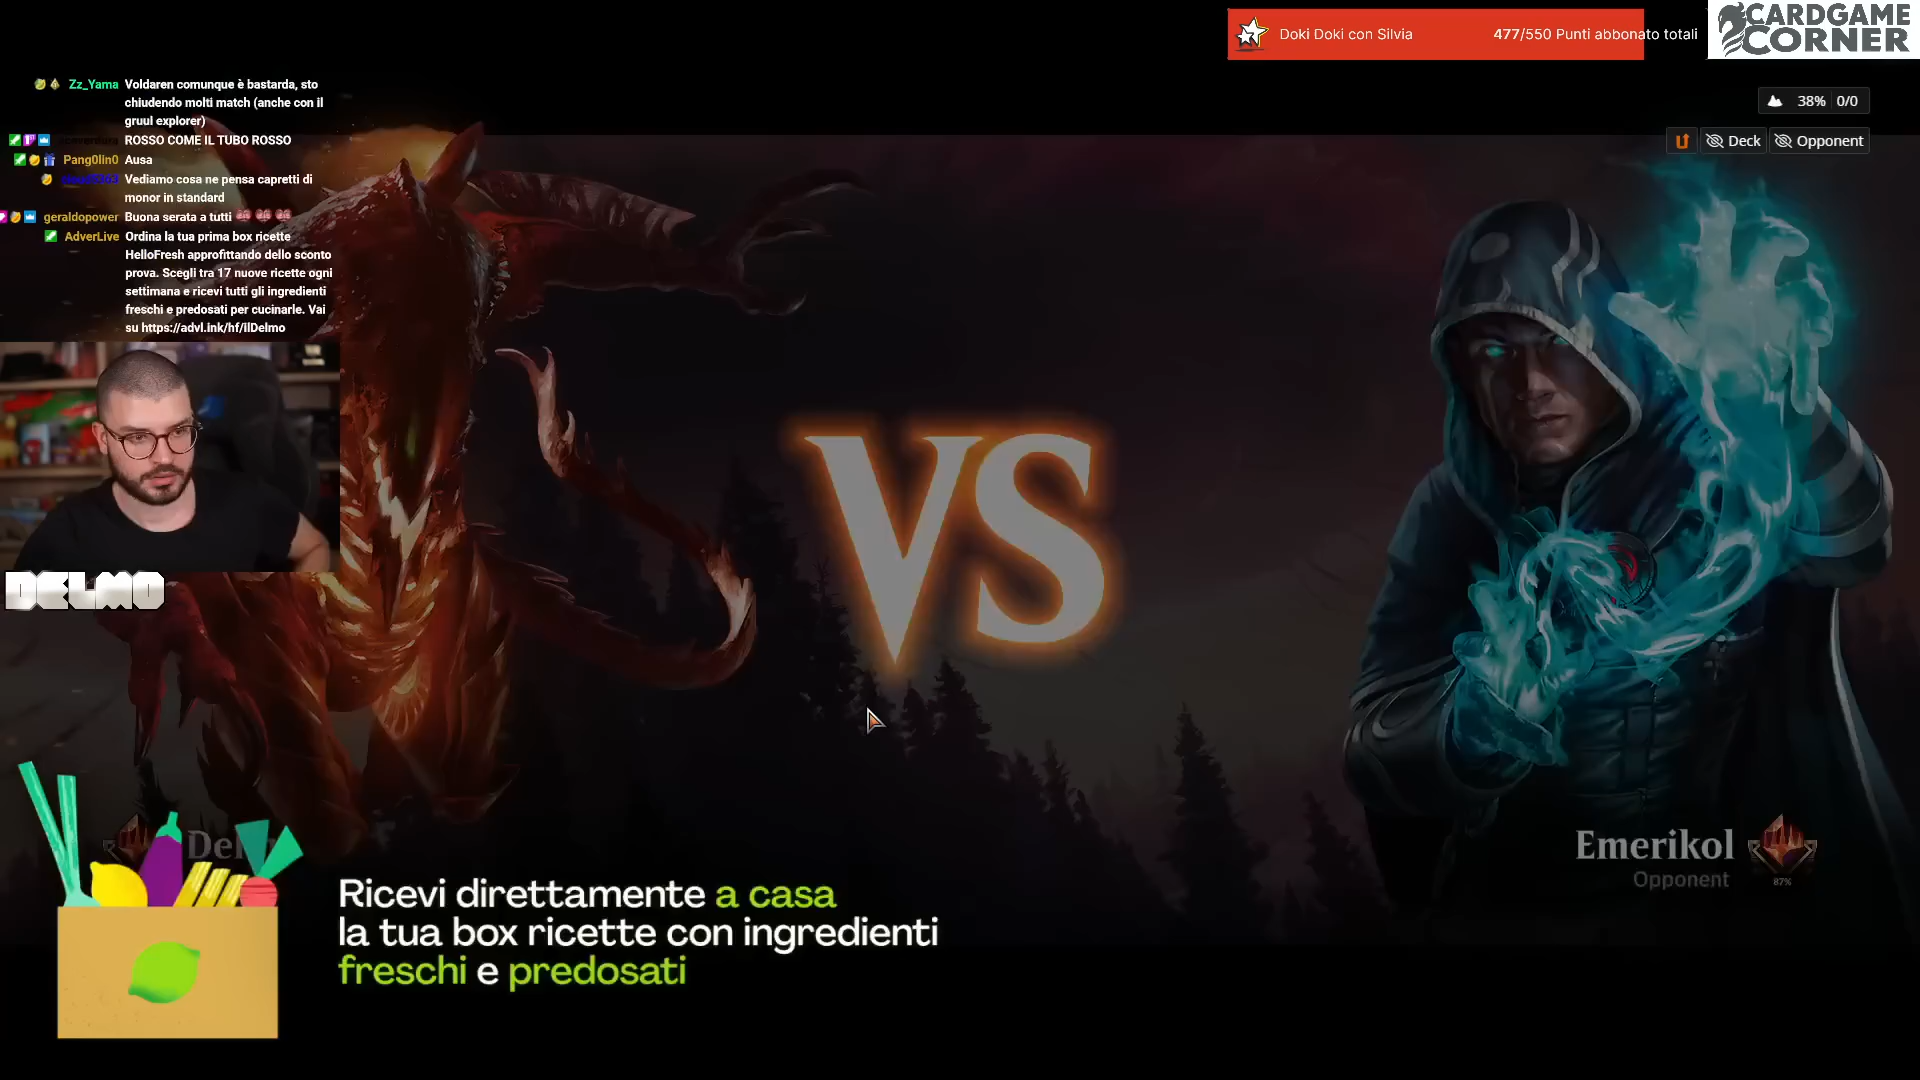 Doki Doki con Silvia
477/550 Punti abbonato totali
CARDGAME
CORNER
38% 0/0
Deck
Opponent
Zz_Yama Voldaren comunque è bastarda, sto
chiudendo molti match (anche con il
gruul explorer)
ROSSO COME IL TUBO ROSSO
Pang0lin0 Ausa
Vediamo cosa ne pensa capretti di
monor in standard
geraldopower Buona serata a tutti
AdverLive Ordina la tua prima box ricette
HelloFresh approfittando dello sconto
prova. Scegli tra 17 nuove ricette ogni
settimana e ricevi tutti gli ingredienti
freschi e predosati per cucinarle. Vai
su https://advl.ink/hf/ilDelmo
DELMO
VS
Emerikol
Opponent
87%
Ricevi direttamente a casa
la tua box ricette con ingredienti
freschi e predosati